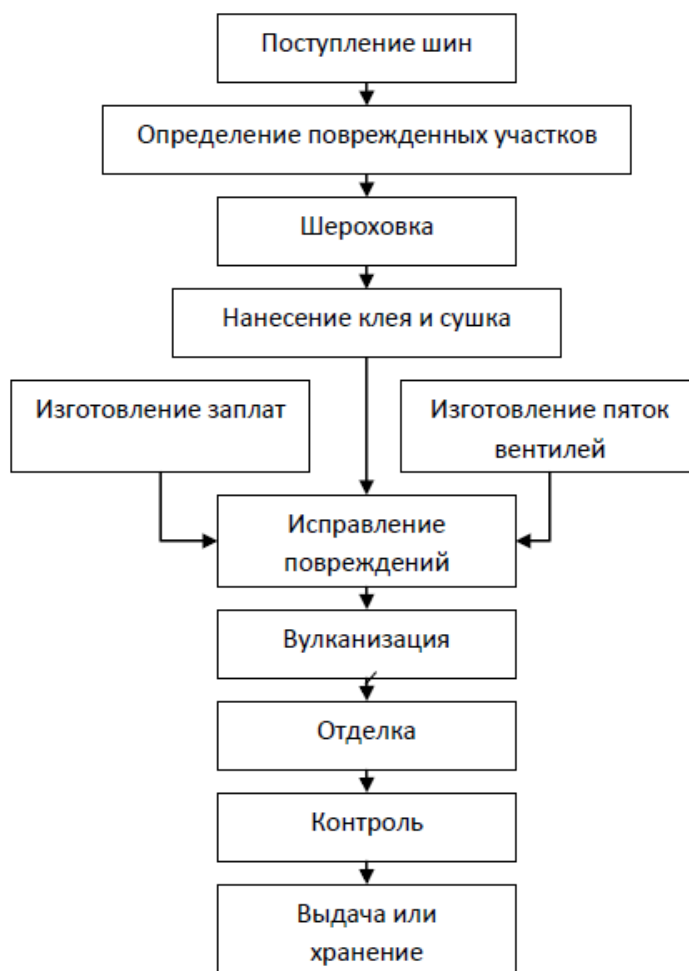 Поступление шин
Определение поврежденных участков
Шероховка
Нанесение клея и сушка
Изготовление заплат
Изготовление пяток
вентилей
Исправление
повреждений
Вулканизация
Отделка
Контроль
Выдача или
хранение